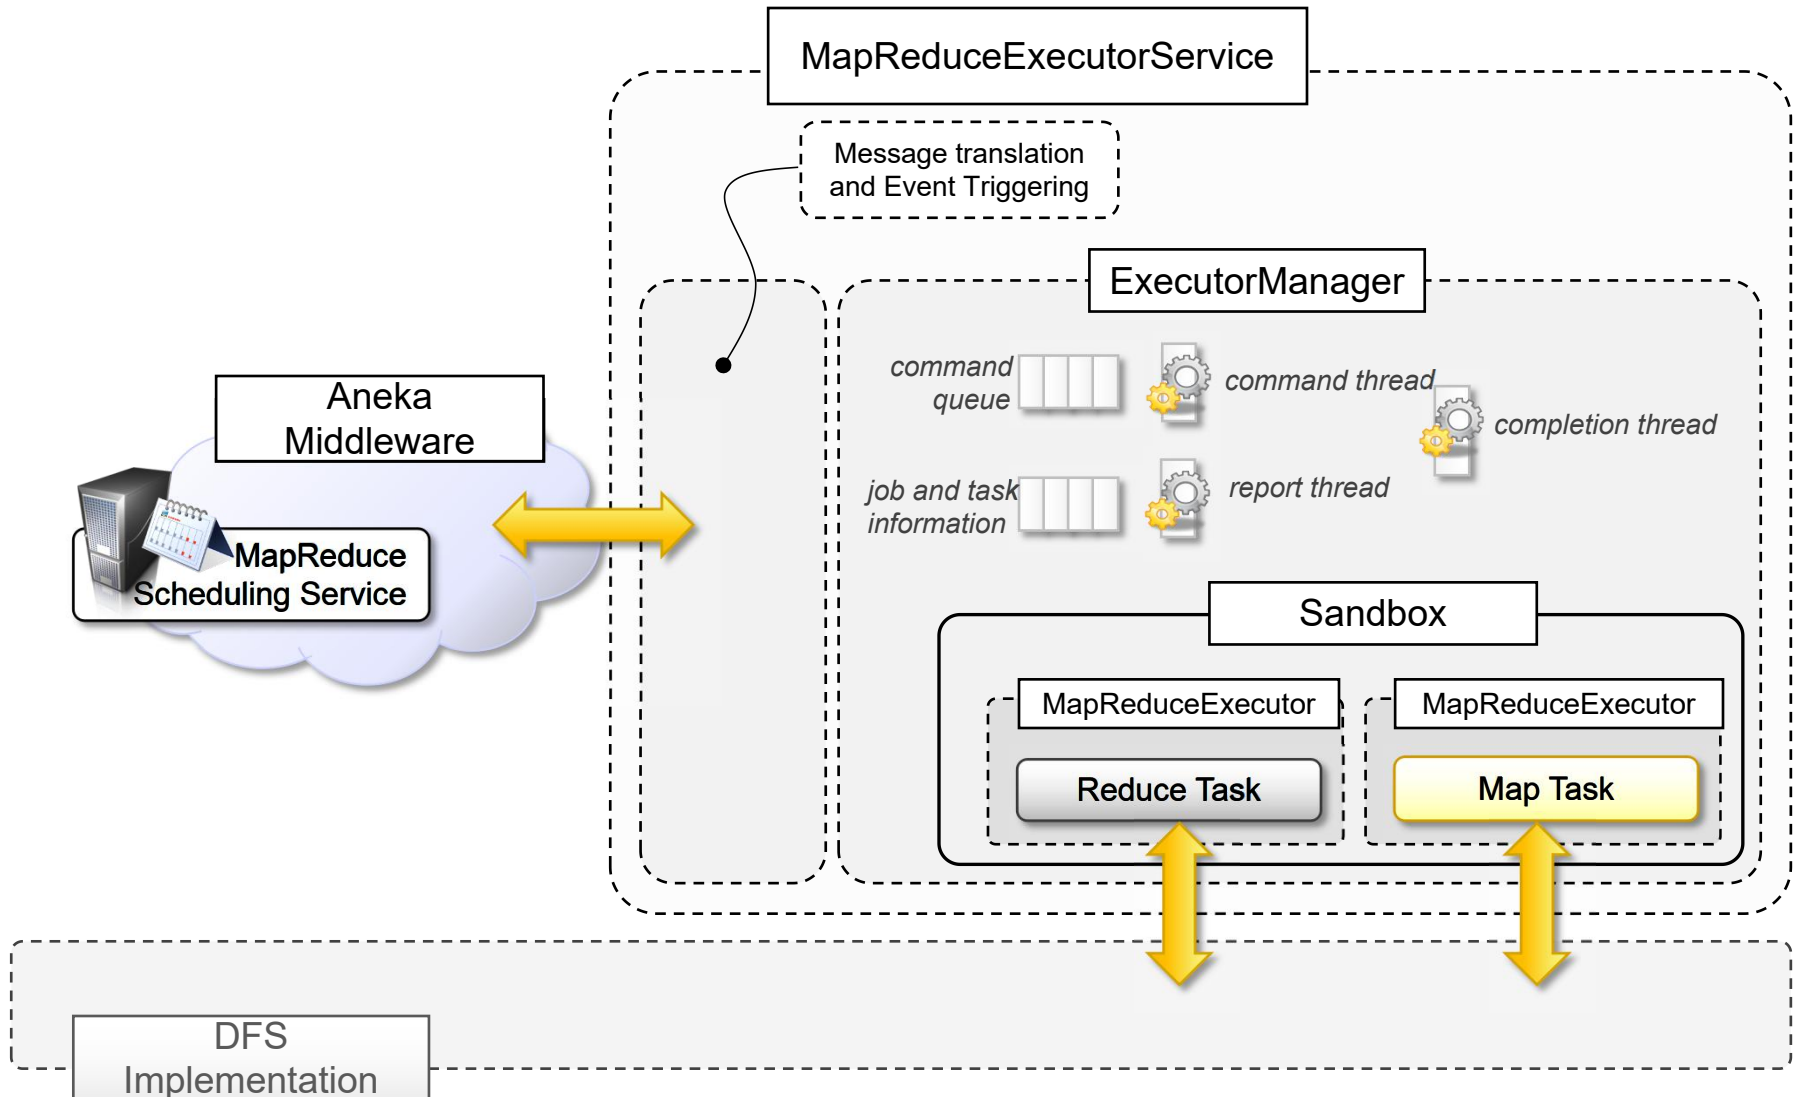 MapReduceExecutorService
Message translation
and Event Triggering
ExecutorManager
command
queue
command thread
completion thread
job and task
information
report thread
Aneka
Middleware
MapReduce
Scheduling Service
Sandbox
MapReduceExecutor
MapReduceExecutor
Reduce Task
Map Task
DFS
Implementation